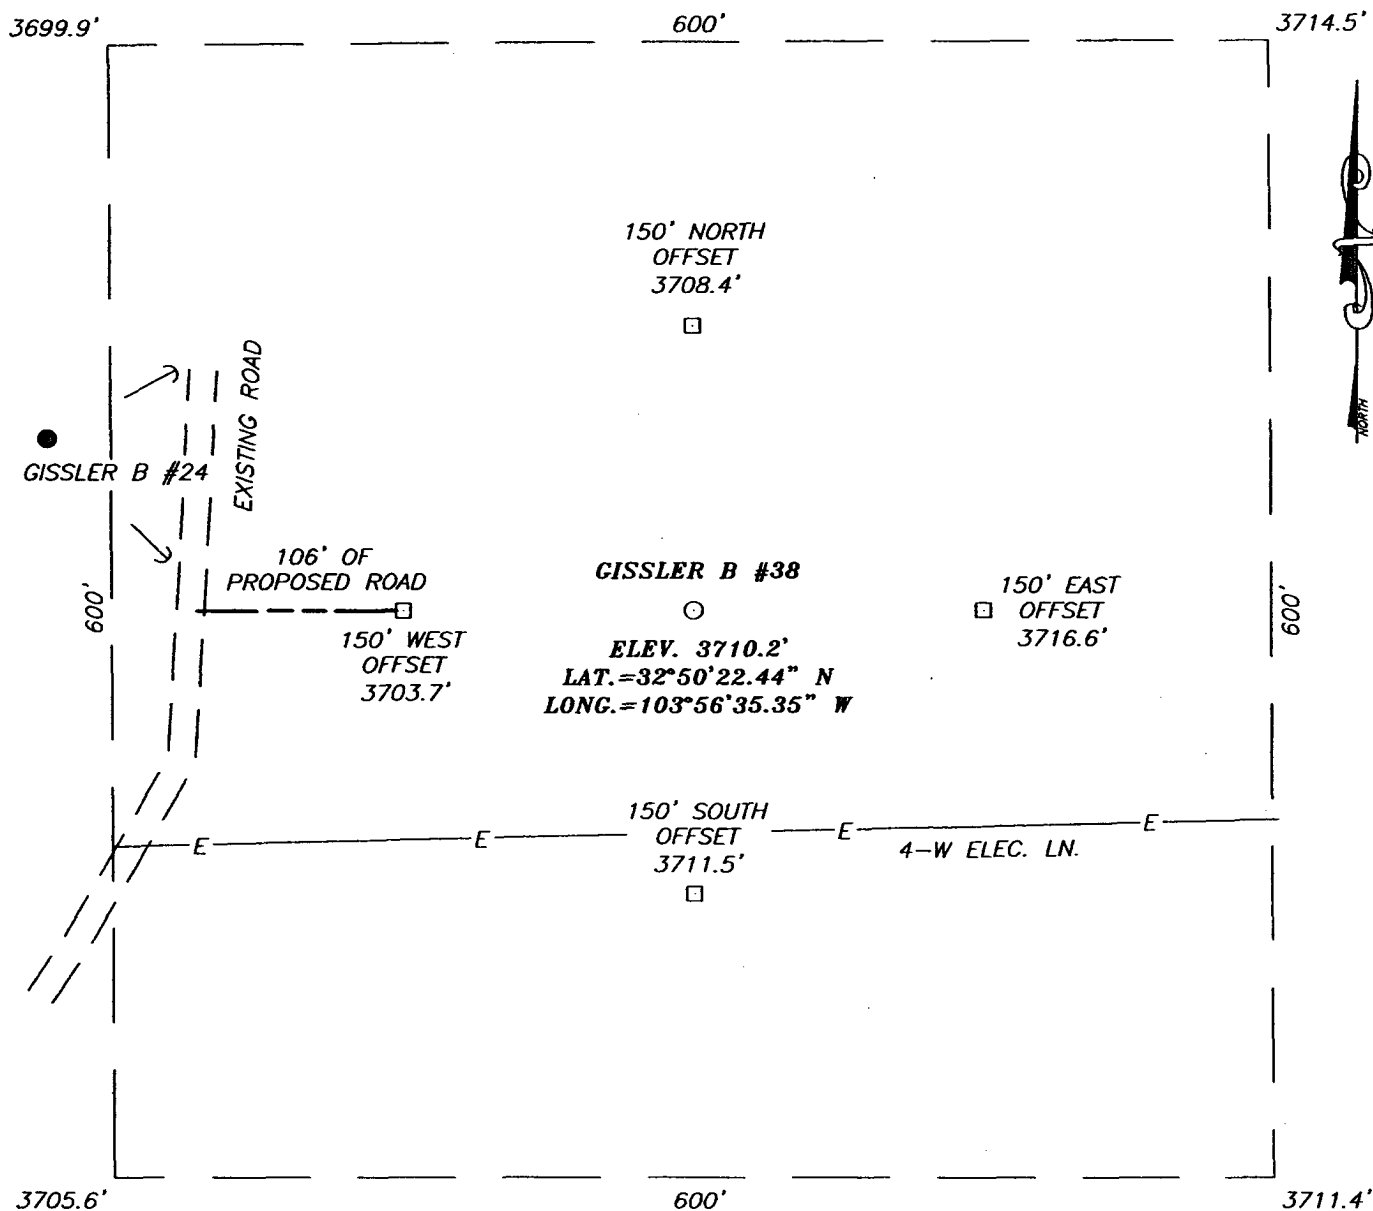 3699.9'
600'
3714.5'
150' NORTH
OFFSET
3708.4'
EXISTING ROAD
NORTH
GISSLER B #24
106' OF
PROPOSED ROAD
GISSLER B #38
150' EAST
OFFSET
3716.6'
600'
600'
150' WEST
OFFSET
3703.7'
ELEV. 3710.2'
LAT.=32°50'22.44" N
LONG.=103°56'35.35" W
150' SOUTH
OFFSET
3711.5'
E
E
E
E
4-W ELEC. LN.
3705.6'
600'
3711.4'